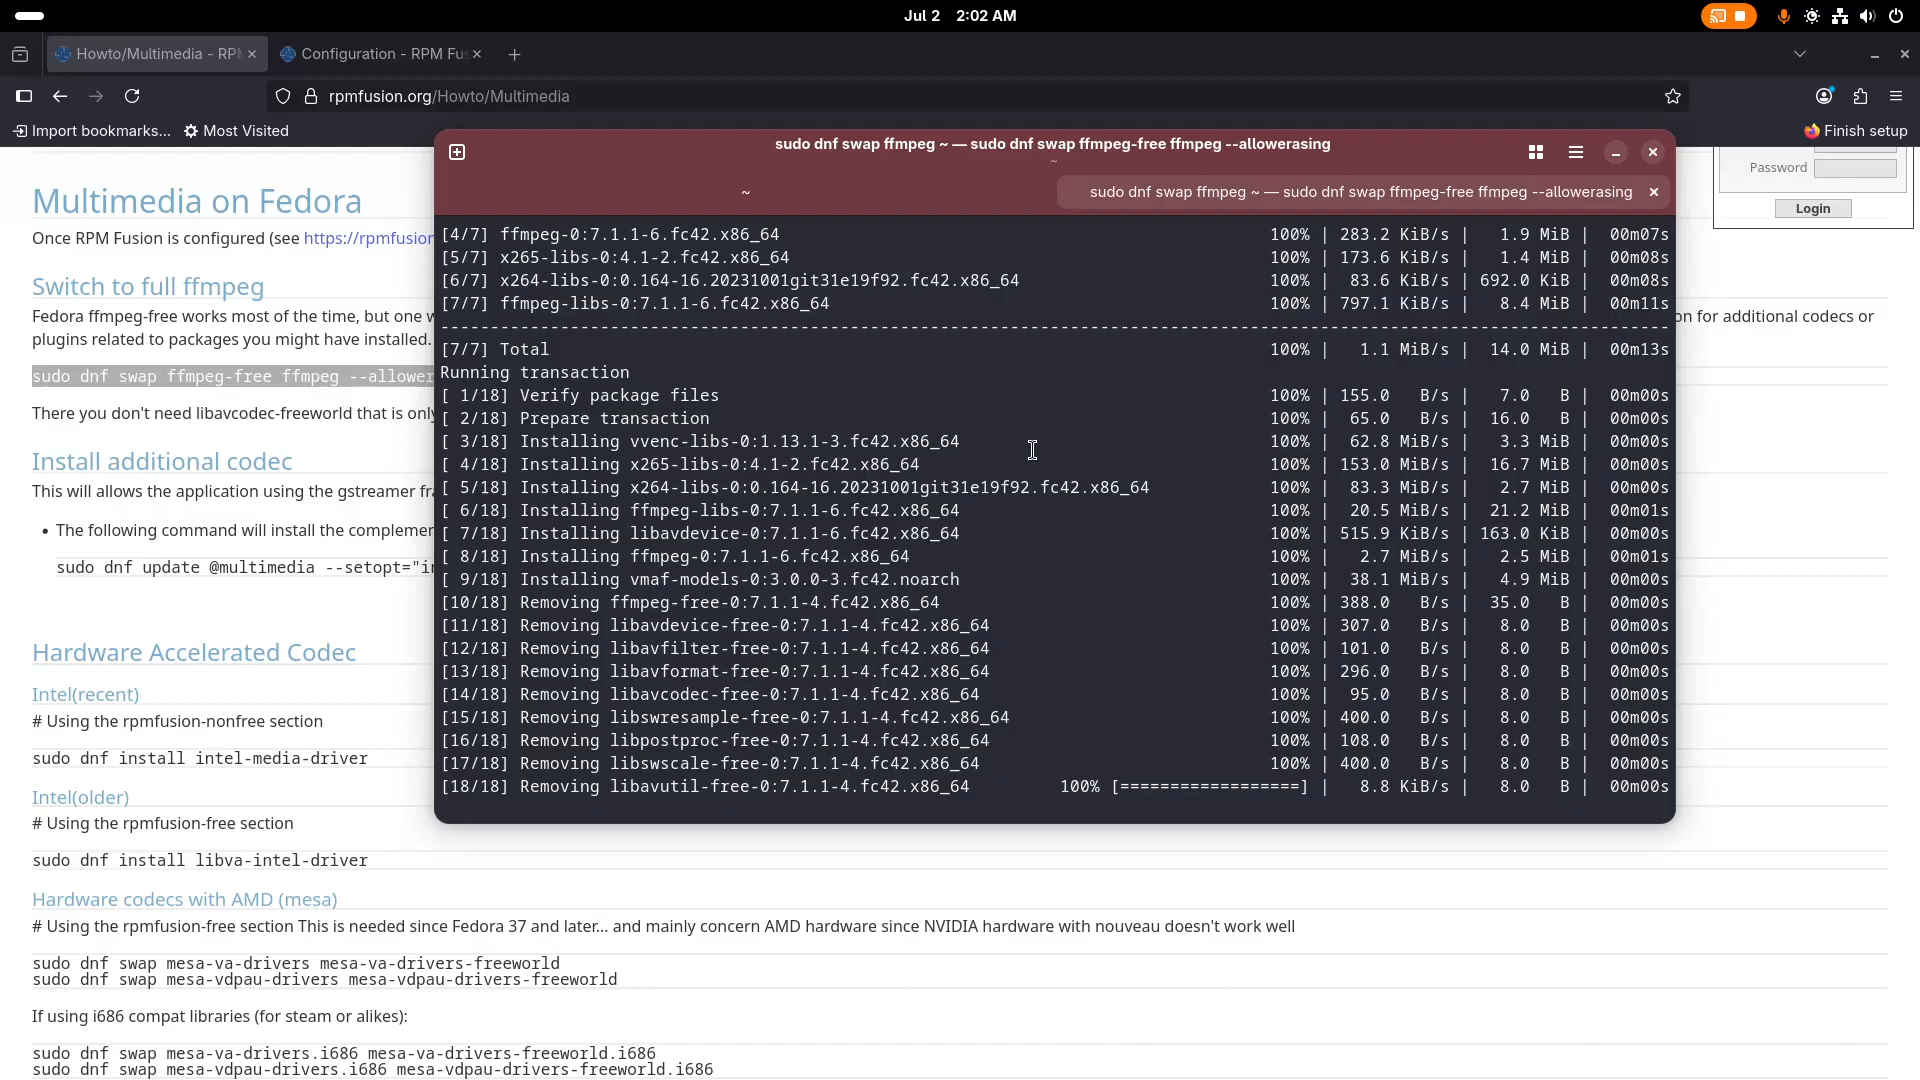 Jul 2 2:02 AM
Howto/Multimedia - RPM
Configuration - RPM Fus
rpmfusion.org/Howto/Multimedia
Import bookmarks...
Most Visited
Finish setup
Password
Login
Multimedia on Fedora
Once RPM Fusion is configured (see https://rpmfusion
Switch to full ffmpeg
Fedora ffmpeg-free works most of the time, but one w
on for additional codecs or
plugins related to packages you might have installed.
sudo dnf swap ffmpeg-free ffmpeg --allower
There you don't need libavcodec-freeworld that is only
Install additional codec
This will allows the application using the gstreamer fr
• The following command will install the complemen
sudo dnf update @multimedia --setopt="in
Hardware Accelerated Codec
Intel(recent)
# Using the rpmfusion-nonfree section
sudo dnf install intel-media-driver
Intel(older)
# Using the rpmfusion-free section
sudo dnf install libva-intel-driver
Hardware codecs with AMD (mesa)
# Using the rpmfusion-free section This is needed since Fedora 37 and later... and mainly concern AMD hardware since NVIDIA hardware with nouveau doesn't work well
sudo dnf swap mesa-va-drivers mesa-va-drivers-freeworld
sudo dnf swap mesa-vdpau-drivers mesa-vdpau-drivers-freeworld
If using i686 compat libraries (for steam or alikes):
sudo dnf swap mesa-va-drivers.i686 mesa-va-drivers-freeworld.i686
sudo dnf swap mesa-vdpau-drivers.i686 mesa-vdpau-drivers-freeworld.i686
sudo dnf swap ffmpeg ~ — sudo dnf swap ffmpeg-free ffmpeg --allowerasing
~
~
sudo dnf swap ffmpeg ~ — sudo dnf swap ffmpeg-free ffmpeg --allowerasing
[4/7] ffmpeg-0:7.1.1-6.fc42.x86_64 100% | 283.2 KiB/s | 1.9 MiB | 00m07s
[5/7] x265-libs-0:4.1-2.fc42.x86_64 100% | 173.6 KiB/s | 1.4 MiB | 00m08s
[6/7] x264-libs-0:0.164-16.20231001git31e19f92.fc42.x86_64 100% | 83.6 KiB/s | 692.0 KiB | 00m08s
[7/7] ffmpeg-libs-0:7.1.1-6.fc42.x86_64 100% | 797.1 KiB/s | 8.4 MiB | 00m11s
---------------------------------------------------------------------------------------------------------------------------
[7/7] Total 100% | 1.1 MiB/s | 14.0 MiB | 00m13s
Running transaction
[ 1/18] Verify package files 100% | 155.0 B/s | 7.0 B | 00m00s
[ 2/18] Prepare transaction 100% | 65.0 B/s | 16.0 B | 00m00s
[ 3/18] Installing vvenc-libs-0:1.13.1-3.fc42.x86_64 100% | 62.8 MiB/s | 3.3 MiB | 00m00s
[ 4/18] Installing x265-libs-0:4.1-2.fc42.x86_64 100% | 153.0 MiB/s | 16.7 MiB | 00m00s
[ 5/18] Installing x264-libs-0:0.164-16.20231001git31e19f92.fc42.x86_64 100% | 83.3 MiB/s | 2.7 MiB | 00m00s
[ 6/18] Installing ffmpeg-libs-0:7.1.1-6.fc42.x86_64 100% | 20.5 MiB/s | 21.2 MiB | 00m01s
[ 7/18] Installing libavdevice-0:7.1.1-6.fc42.x86_64 100% | 515.9 KiB/s | 163.0 KiB | 00m00s
[ 8/18] Installing ffmpeg-0:7.1.1-6.fc42.x86_64 100% | 2.7 MiB/s | 2.5 MiB | 00m01s
[ 9/18] Installing vmaf-models-0:3.0.0-3.fc42.noarch 100% | 38.1 MiB/s | 4.9 MiB | 00m00s
[10/18] Removing ffmpeg-free-0:7.1.1-4.fc42.x86_64 100% | 388.0 B/s | 35.0 B | 00m00s
[11/18] Removing libavdevice-free-0:7.1.1-4.fc42.x86_64 100% | 307.0 B/s | 8.0 B | 00m00s
[12/18] Removing libavfilter-free-0:7.1.1-4.fc42.x86_64 100% | 101.0 B/s | 8.0 B | 00m00s
[13/18] Removing libavformat-free-0:7.1.1-4.fc42.x86_64 100% | 296.0 B/s | 8.0 B | 00m00s
[14/18] Removing libavcodec-free-0:7.1.1-4.fc42.x86_64 100% | 95.0 B/s | 8.0 B | 00m00s
[15/18] Removing libswresample-free-0:7.1.1-4.fc42.x86_64 100% | 400.0 B/s | 8.0 B | 00m00s
[16/18] Removing libpostproc-free-0:7.1.1-4.fc42.x86_64 100% | 108.0 B/s | 8.0 B | 00m00s
[17/18] Removing libswscale-free-0:7.1.1-4.fc42.x86_64 100% | 400.0 B/s | 8.0 B | 00m00s
[18/18] Removing libavutil-free-0:7.1.1-4.fc42.x86_64 100% [==================] | 8.8 KiB/s | 8.0 B | 00m00s